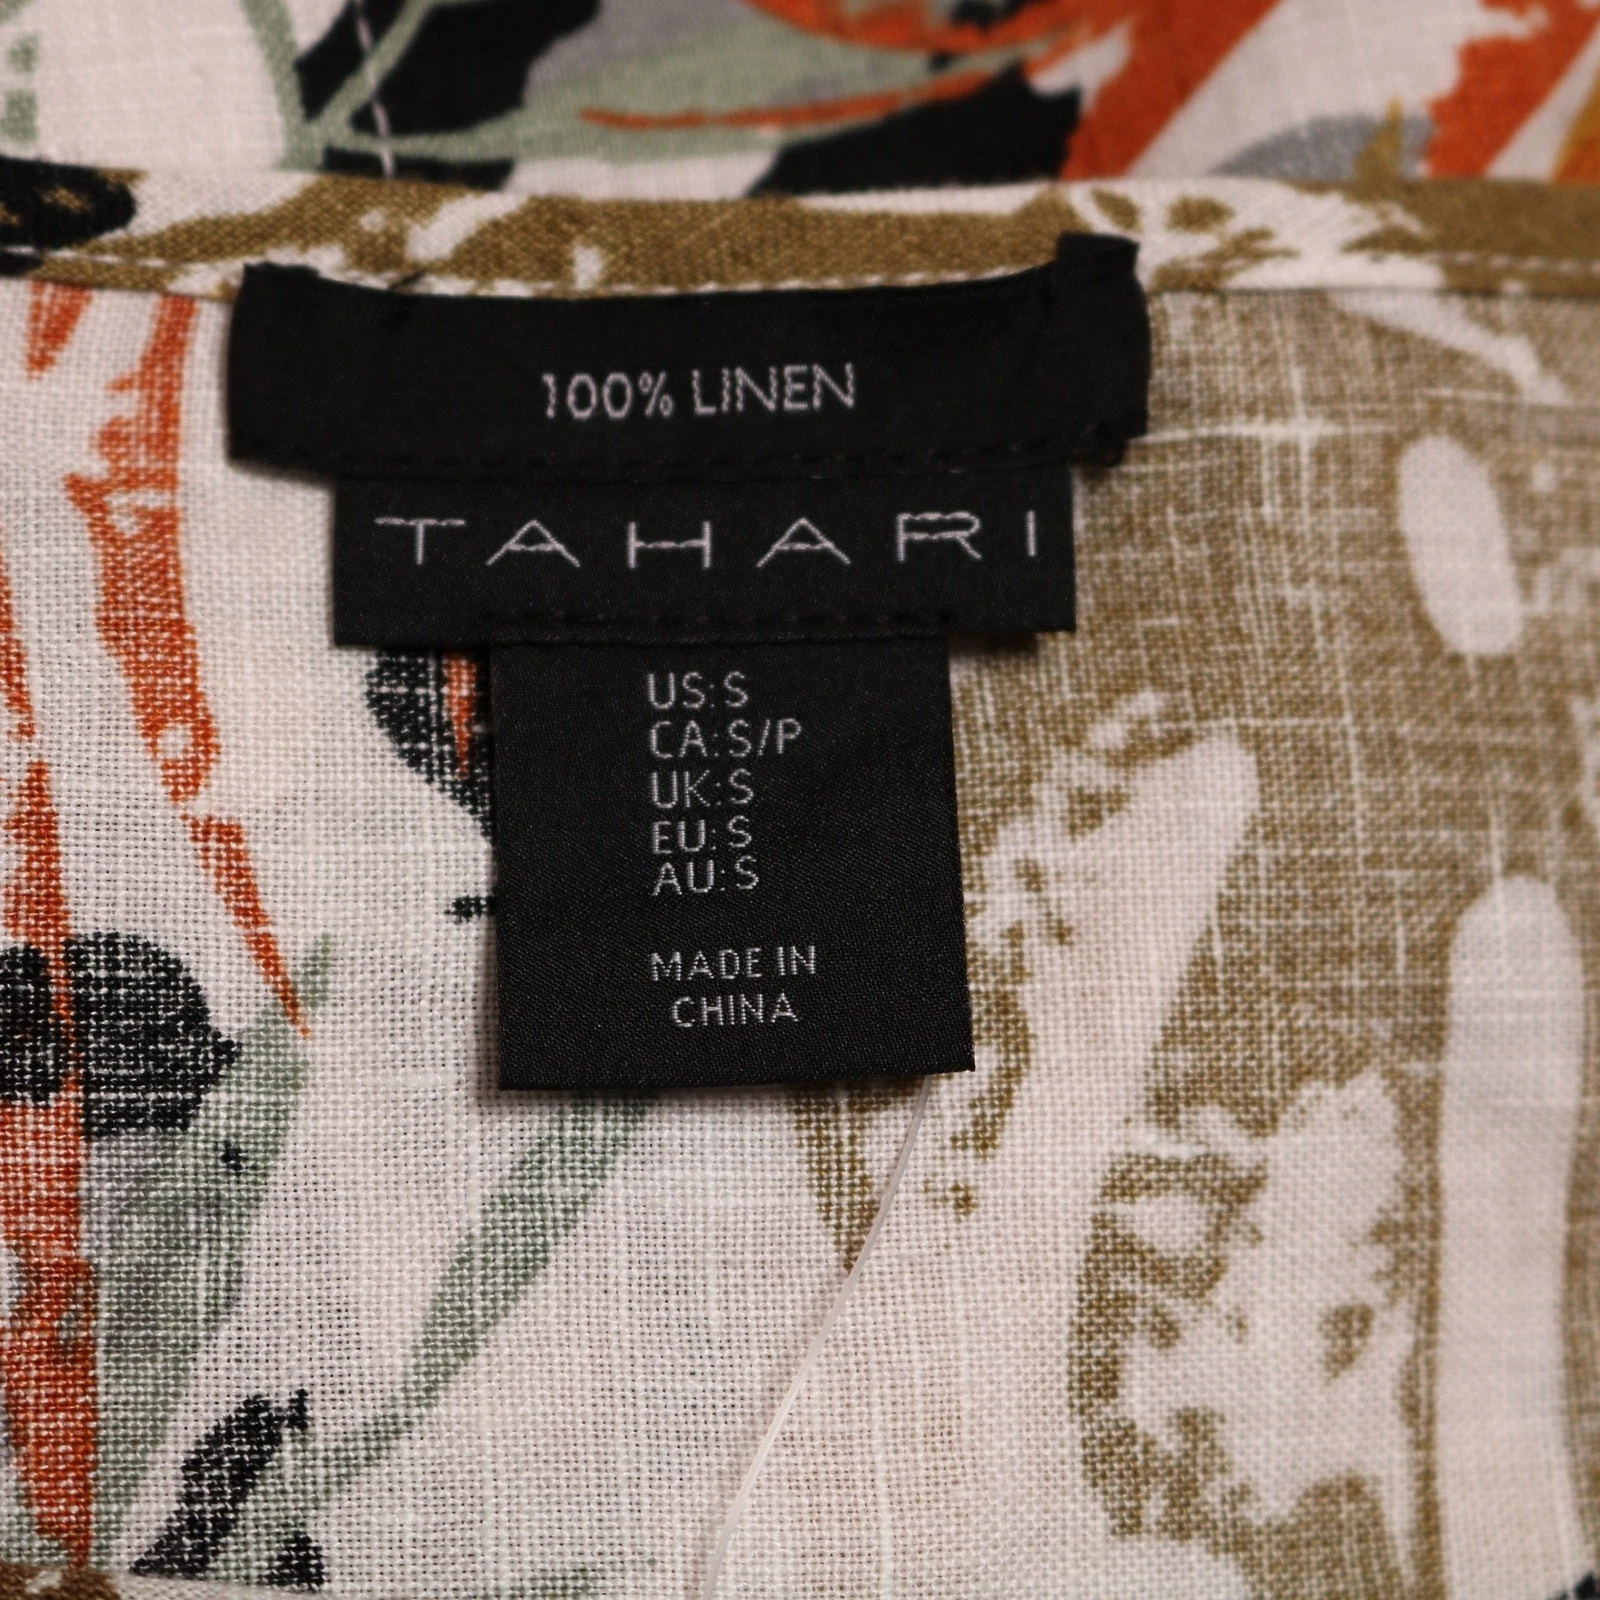 100% LINEN
TAHARI
US: S
CA: S/P
UK: S
EU: S
AU: S
MADE IN
CHINA